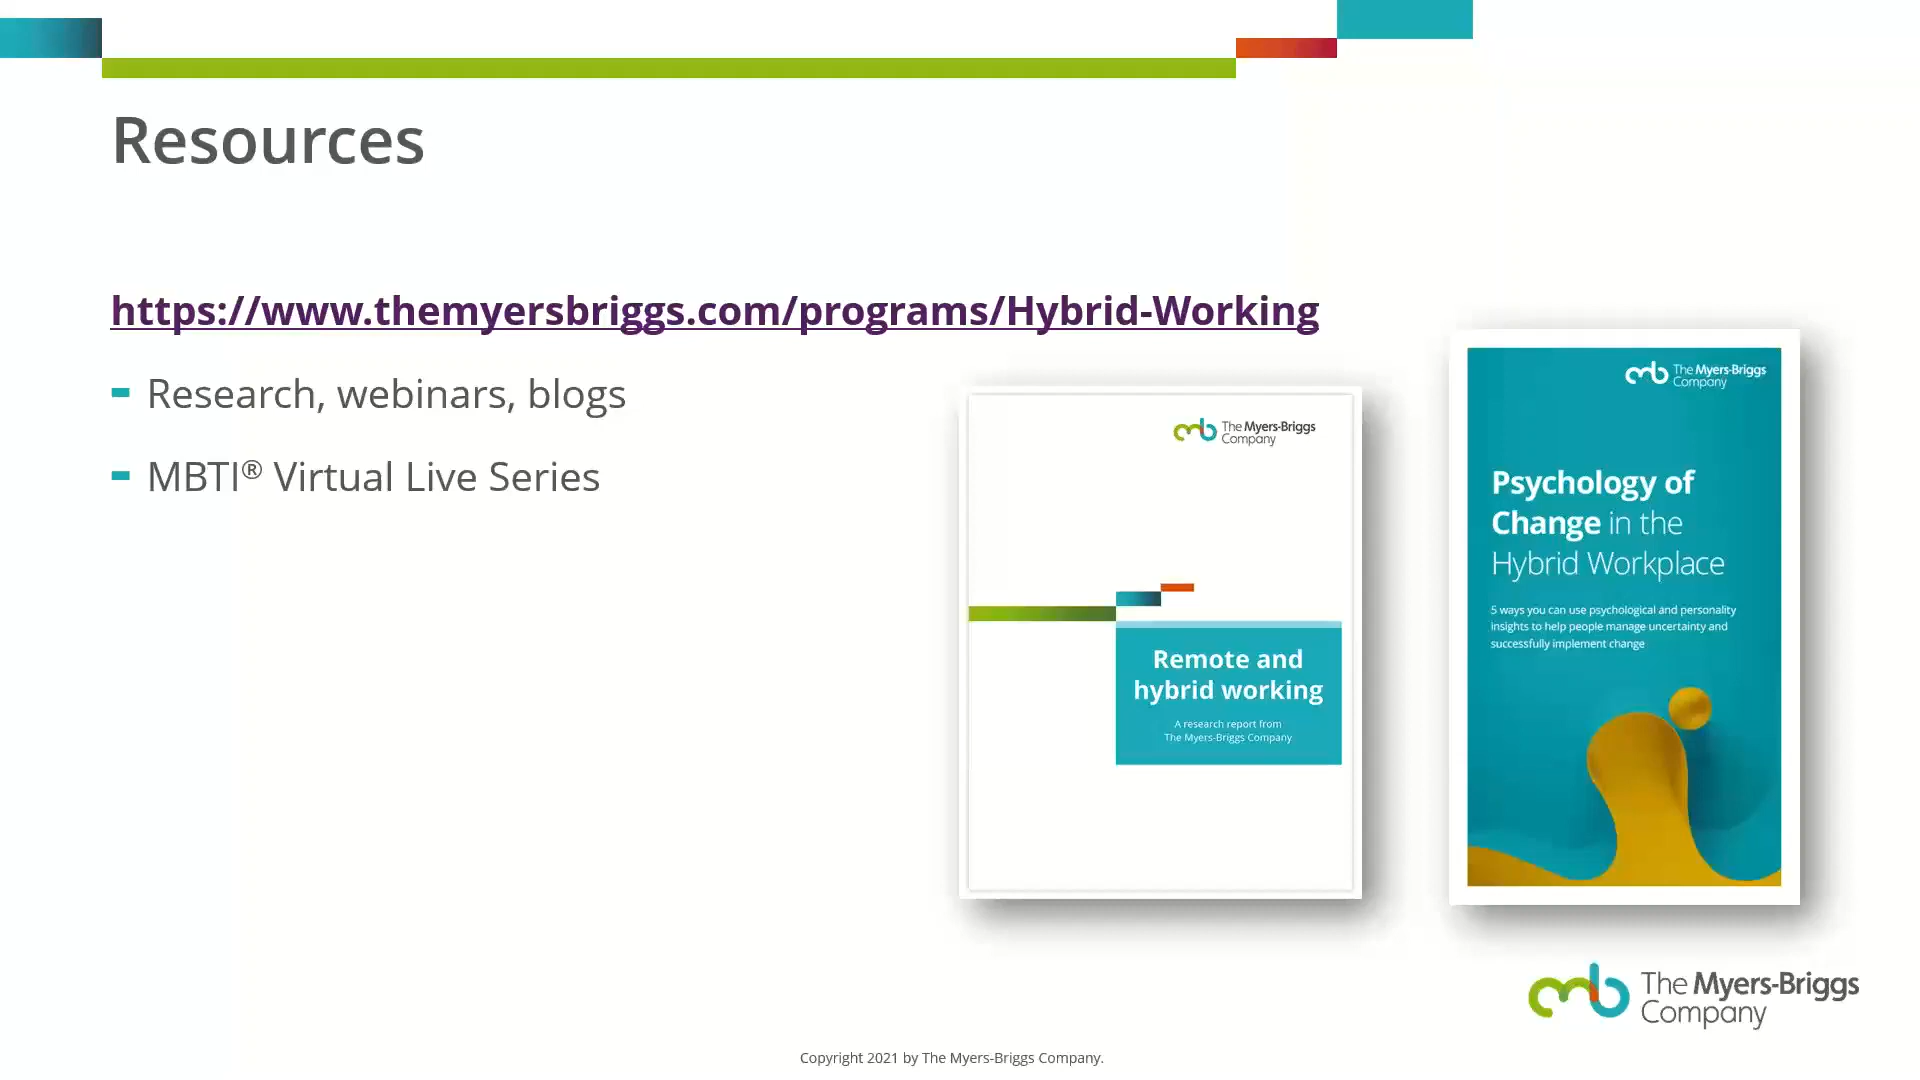 Resources
https://www.themyersbriggs.com/programs/Hybrid-Working
Research, webinars, blogs
MBTI® Virtual Live Series
The Myers-Briggs
Company
Remote and
hybrid working
A research report from
The Myers-Briggs Company
The Myers-Briggs
Company
Psychology of
Change in the
Hybrid Workplace
5 ways you can use psychological and personality
insights to help people manage uncertainty and
successfully implement change
The Myers-Briggs
Company
Copyright 2021 by The Myers-Briggs Company.